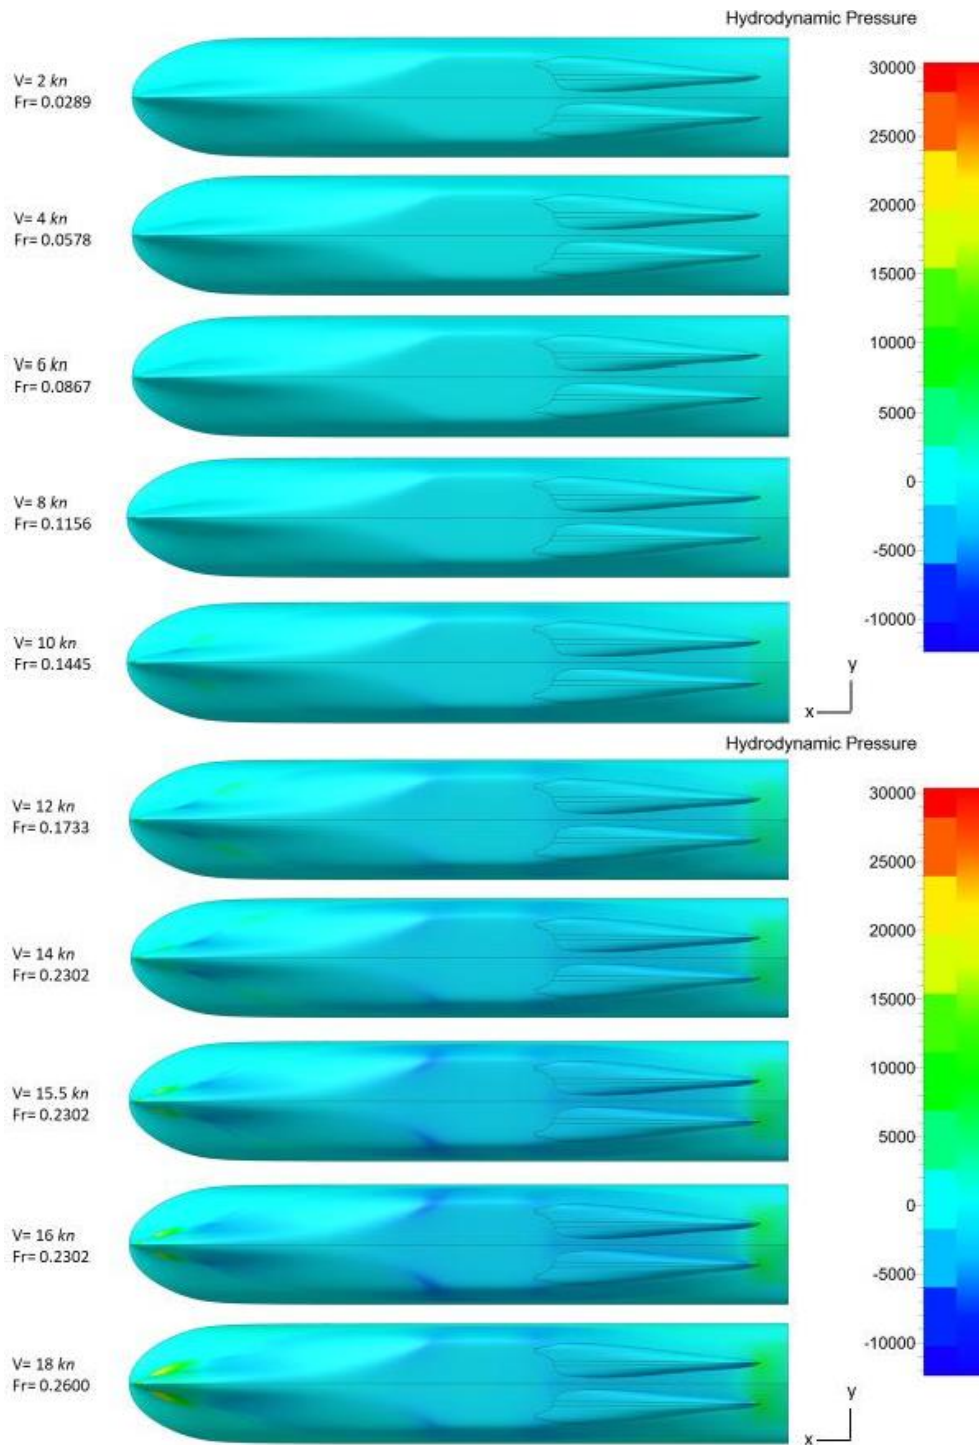 Hydrodynamic Pressure
V= 2 kn
Fr= 0.0289
V= 4 kn
Fr= 0.0578
V= 6 kn
Fr= 0.0867
V= 8 kn
Fr= 0.1156
V= 10 kn
Fr= 0.1445
30000
25000
20000
15000
10000
5000
0
-5000
-10000
y
x
Hydrodynamic Pressure
V= 12 kn
Fr= 0.1733
V= 14 kn
Fr= 0.2302
V= 15.5 kn
Fr= 0.2302
V= 16 kn
Fr= 0.2302
V= 18 kn
Fr= 0.2600
30000
25000
20000
15000
10000
5000
0
-5000
-10000
y
x